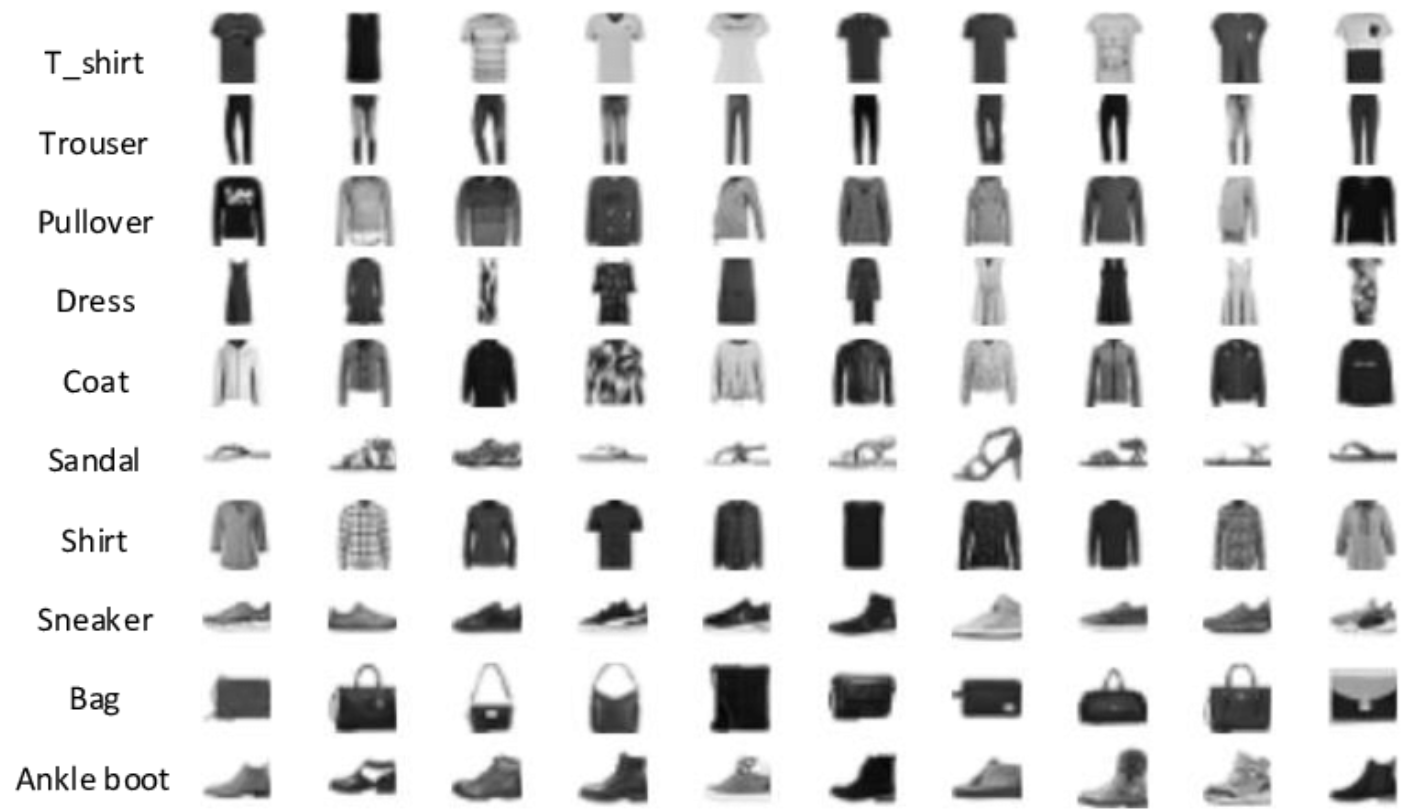 T_shirt
Trouser
Pullover
Dress
Coat
Sandal
Shirt
Sneaker
Bag
Ankle boot